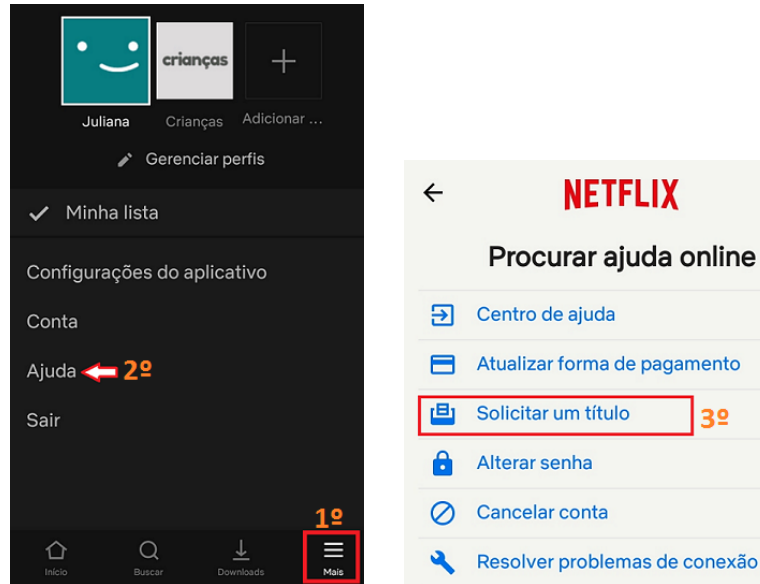 crianças
Juliana
Crianças
Adicionar ...
Gerenciar perfis
Minha lista
Configurações do aplicativo
Conta
Ajuda 2º
Sair
1º
Início
Buscar
Downloads
Mais
NETFLIX
Procurar ajuda online
Centro de ajuda
Atualizar forma de pagamento
Solicitar um título 3º
Alterar senha
Cancelar conta
Resolver problemas de conexão